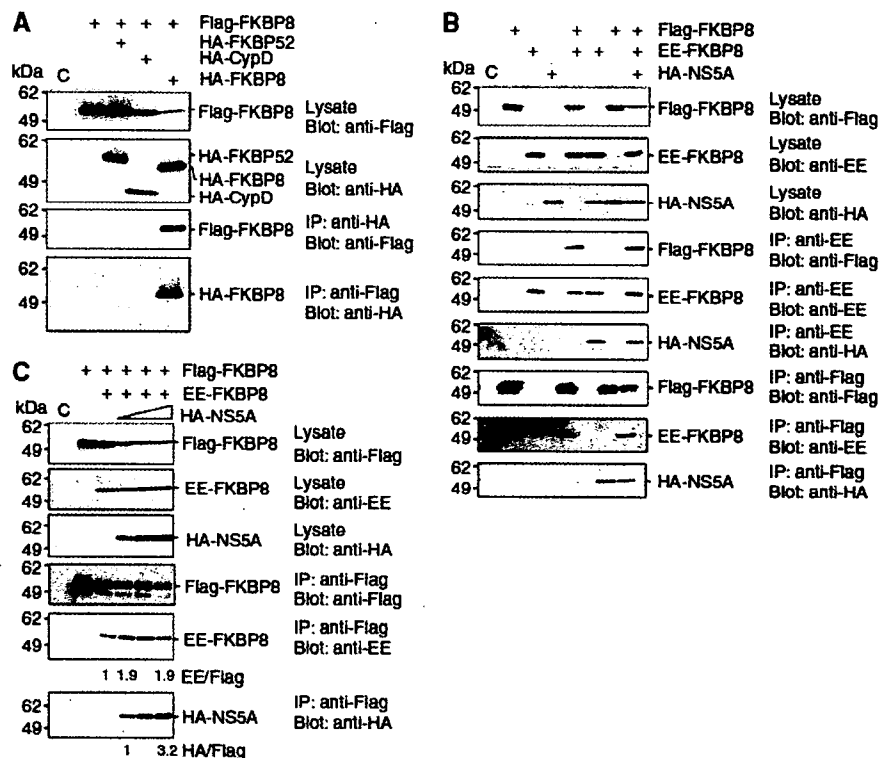 A
+ + + + Flag-FKBP8
+ HA-FKBP52
+ HA-CypD
+ HA-FKBP8
kDa C
62
49
Flag-FKBP8
Lysate
Blot: anti-Flag
62
49
HA-FKBP52
HA-FKBP8
HA-CypD
Lysate
Blot: anti-HA
62
49
Flag-FKBP8
IP: anti-HA
Blot: anti-Flag
62
49
HA-FKBP8
IP: anti-Flag
Blot: anti-HA
B
+ + + + Flag-FKBP8
+ + + + EE-FKBP8
C + + HA-NS5A
kDa
62
49
Flag-FKBP8
Lysate
Blot: anti-Flag
62
49
EE-FKBP8
Lysate
Blot: anti-EE
62
49
HA-NS5A
Lysate
Blot: anti-HA
62
49
Flag-FKBP8
IP: anti-EE
Blot: anti-Flag
62
49
EE-FKBP8
IP: anti-EE
Blot: anti-EE
62
49
HA-NS5A
IP: anti-EE
Blot: anti-HA
62
49
Flag-FKBP8
IP: anti-Flag
Blot: anti-Flag
62
49
EE-FKBP8
IP: anti-Flag
Blot: anti-EE
62
49
HA-NS5A
IP: anti-Flag
Blot: anti-HA
C
+ + + + + Flag-FKBP8
+ + + + EE-FKBP8
kDa C HA-NS5A
62
49
Flag-FKBP8
Lysate
Blot: anti-Flag
62
49
EE-FKBP8
Lysate
Blot: anti-EE
62
49
HA-NS5A
Lysate
Blot: anti-HA
62
49
Flag-FKBP8
IP: anti-Flag
Blot: anti-Flag
62
49
EE-FKBP8
IP: anti-Flag
Blot: anti-EE
1 1.9 1.9 EE/Flag
62
49
HA-NS5A
IP: anti-Flag
Blot: anti-HA
1 3.2 HA/Flag